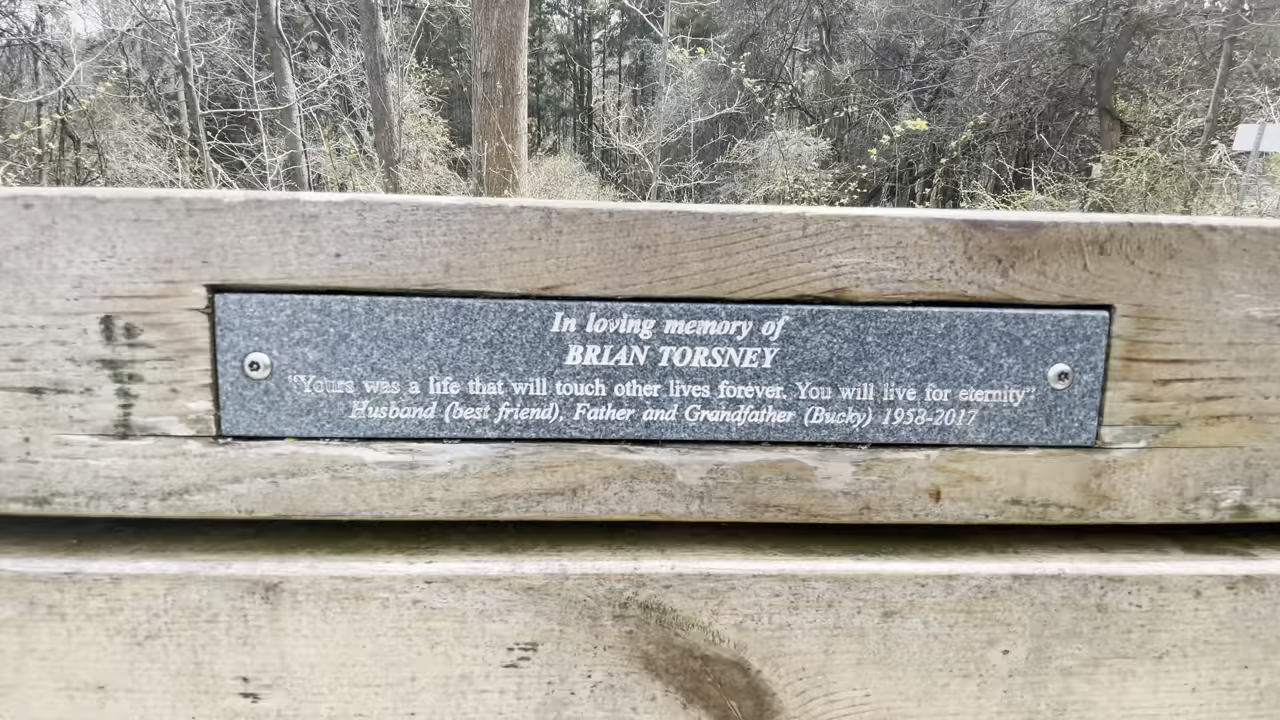 In loving memory of
BRIAN TORSNEY
"Yours was a life that will touch other lives forever. You will live for eternity"
Husband (best friend), Father and Grandfather (Bucky) 1958-2017